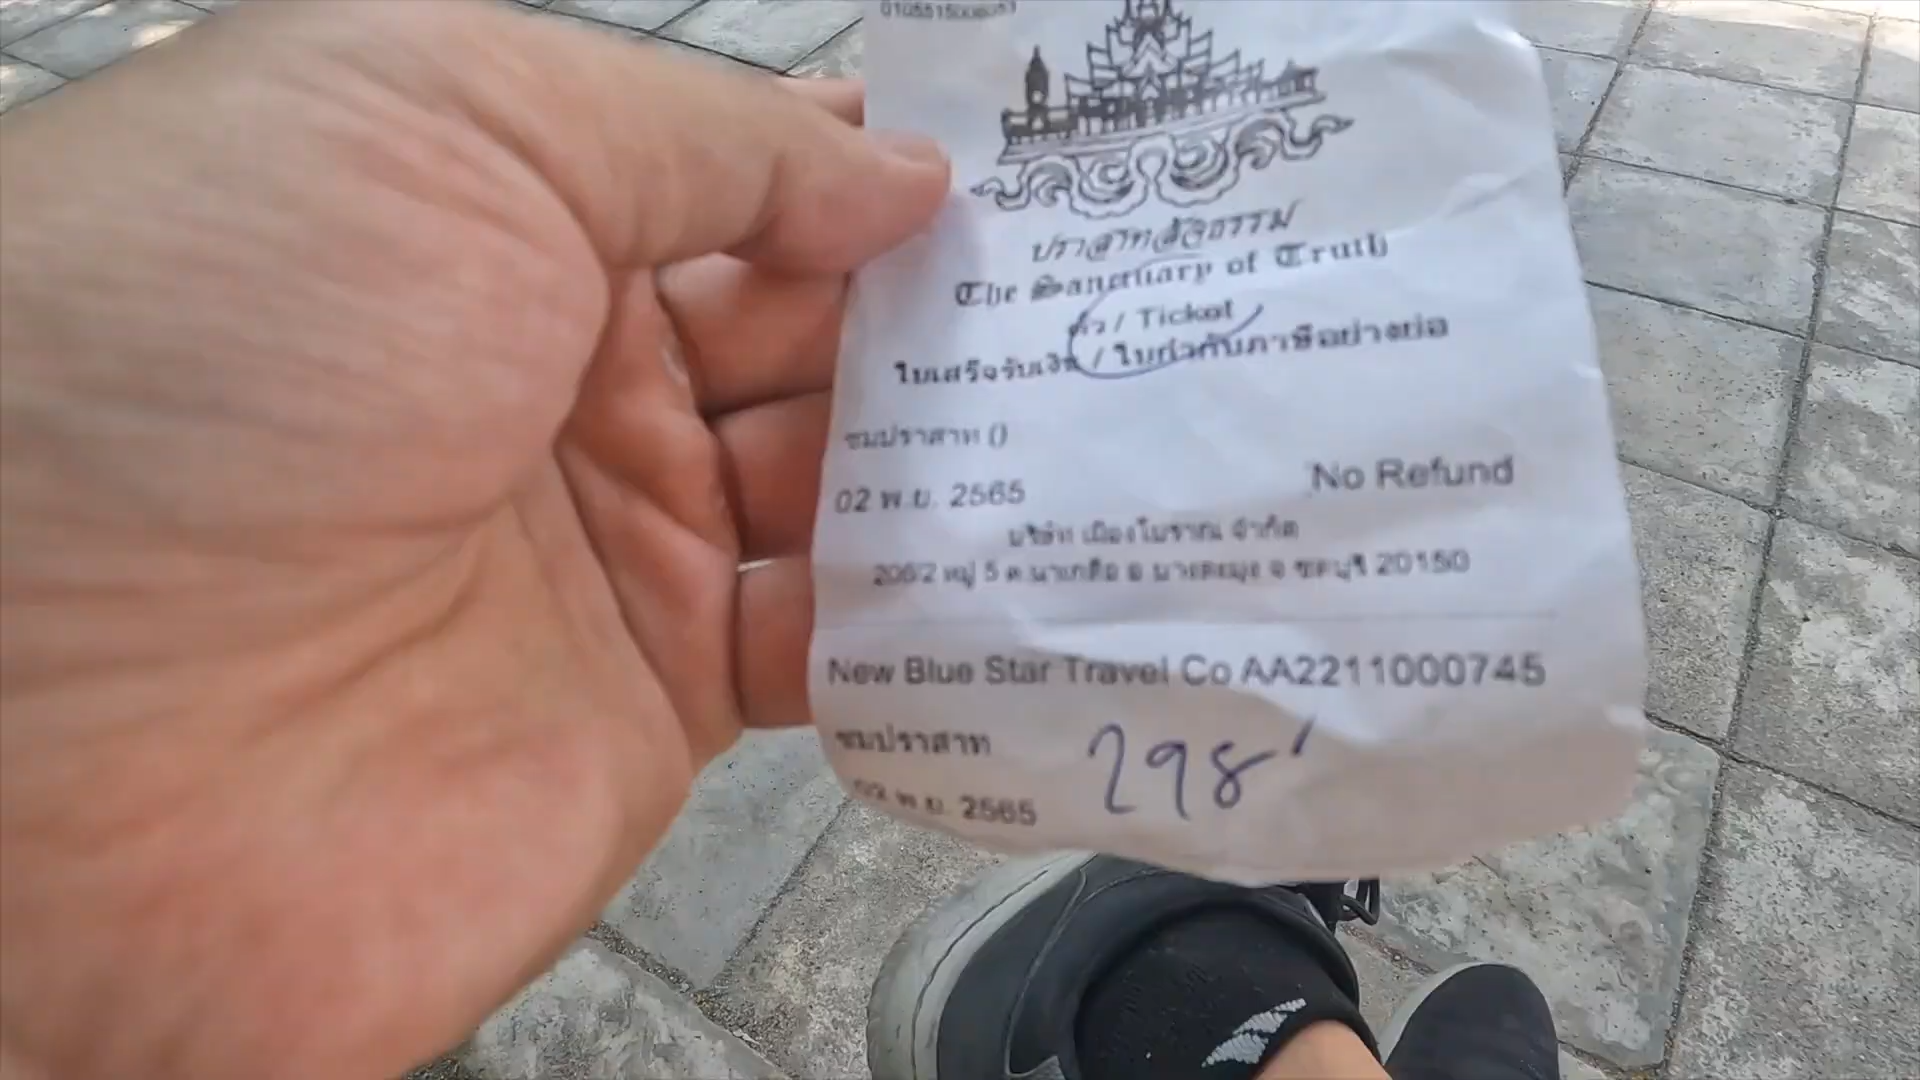 ปราสาทสัจธรรม
The Sanctuary of Truth
ตั๋ว / Ticket
ใบเสร็จรับเงิน / ใบกำกับภาษีอย่างย่อ
ชมปราสาท ()
02 พ.ย. 2565
No Refund
บริษัท เมืองโบราณ จำกัด
206/2 หมู่ 5 ต.นาเกลือ อ บางละมุง จ ชลบุรี 20150
New Blue Star Travel Co AA2211000745
ชมปราสาท
298
02 พ.ย. 2565